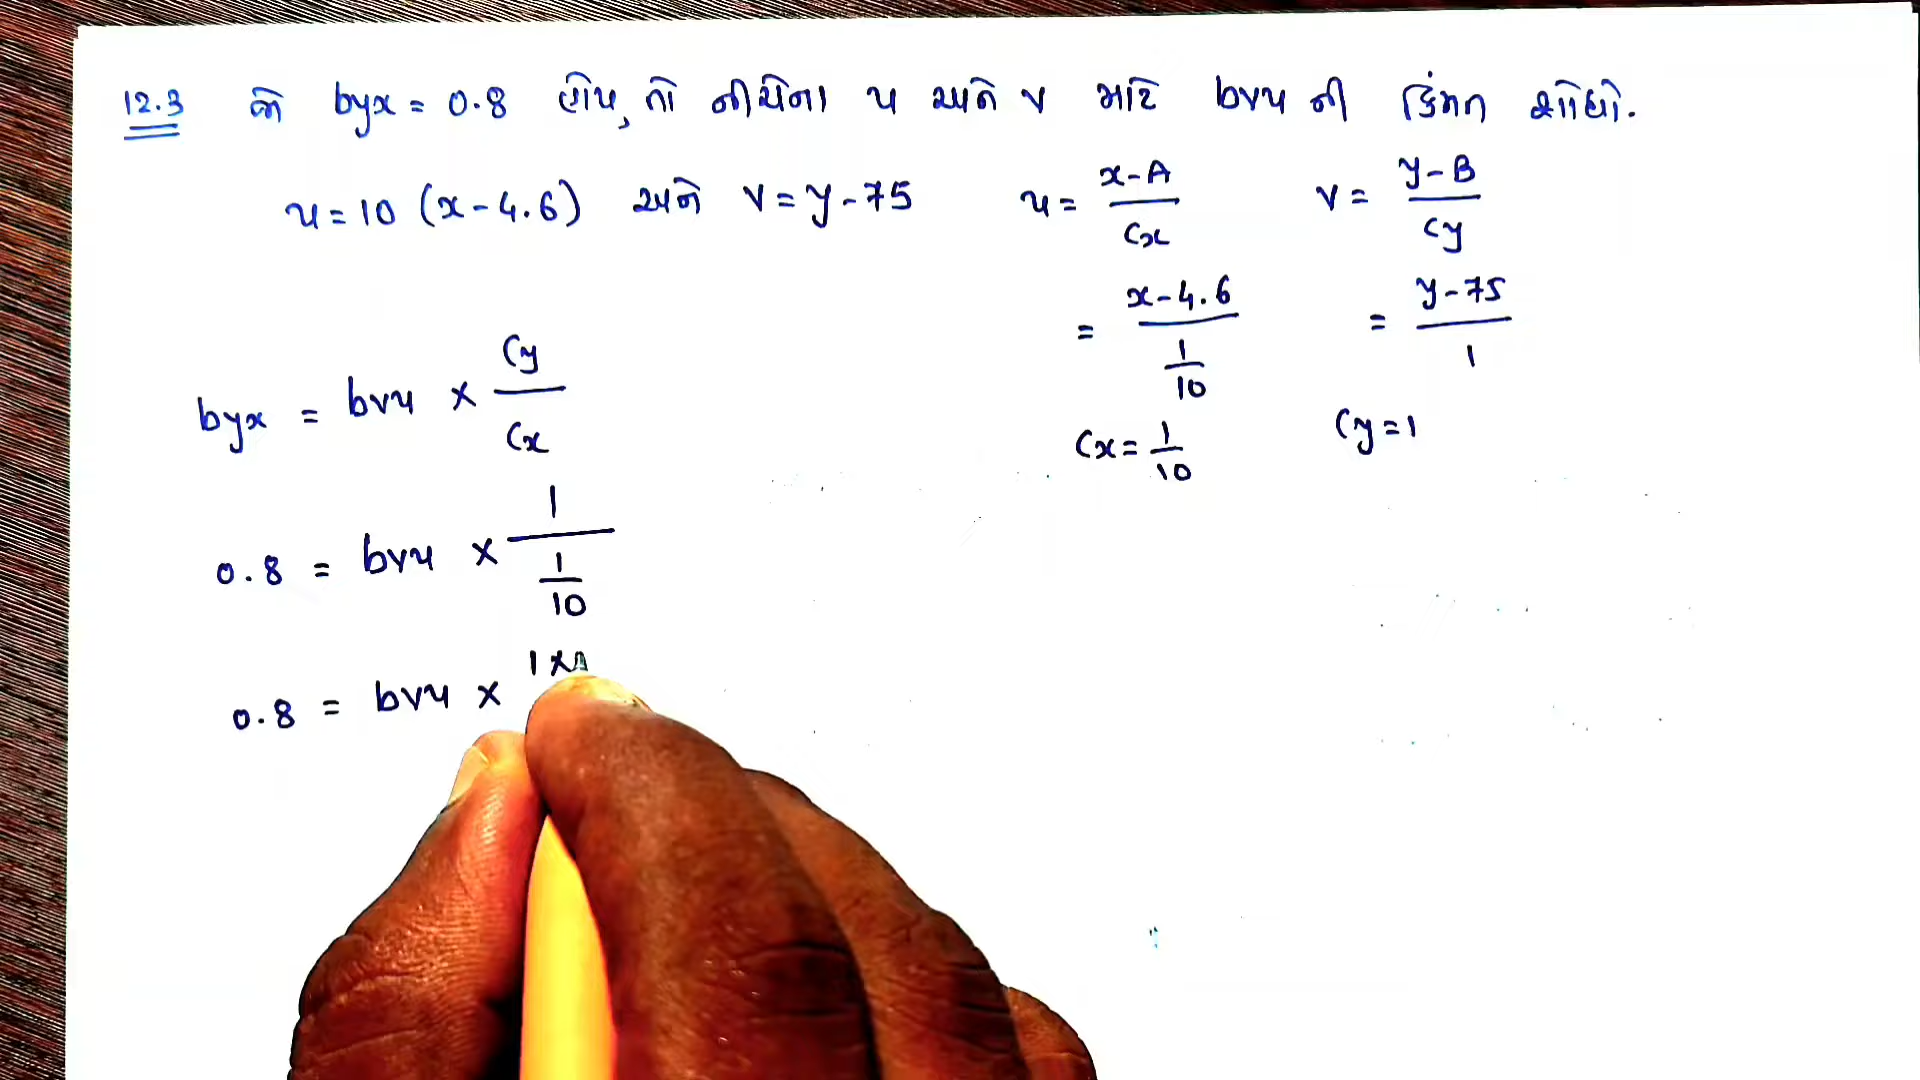 12.3 જો byx = 0.8 હોય, તો નીચેના u અને v માટે bvu ની કિંમત શોધો.
u = 10 (x - 4.6) અને v = y - 75
u = x-A / Cx
v = y-B / Cy
= x-4.6 / 1/10
= y-75 / 1
Cx = 1/10
Cy = 1
byx = bvu × Cy / Cx
0.8 = bvu × 1 / 1/10
0.8 = bvu × 1×